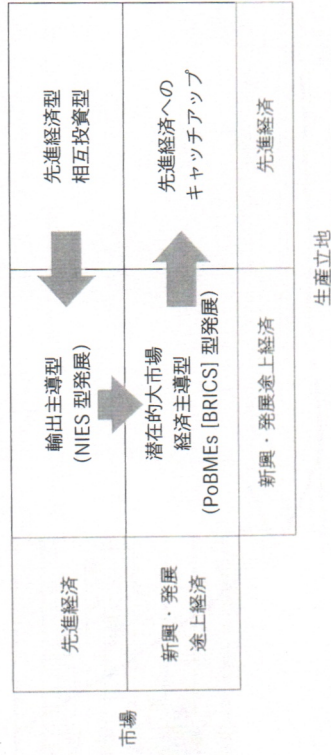 市場
先進経済
輸出主導型
(NIES 型発展)
先進経済型
相互投資型
新興・発展
途上経済
潜在的大市場
経済主導型
(PoBMEs [BRICS] 型発展)
先進経済への
キャッチアップ
新興・発展途上経済
先進経済
生産立地